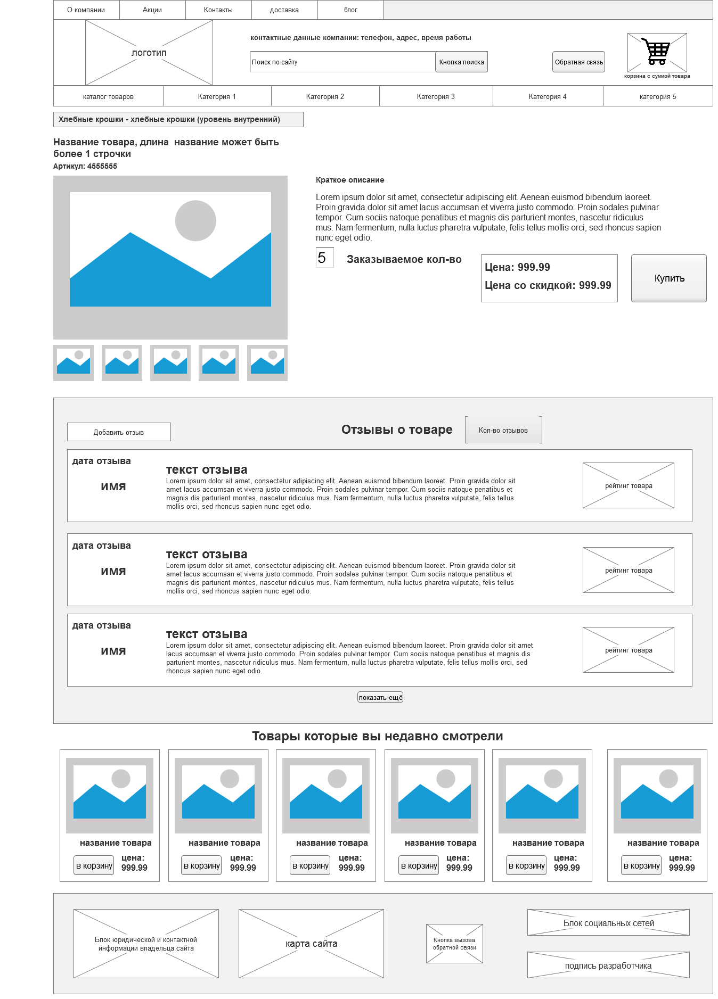 О компании
Акции
Контакты
доставка
блог
логотип
контактные данные компании: телефон, адрес, время работы
Поиск по сайту
Кнопка поиска
Обратная связь
корзина с суммой товара
каталог товаров
Категория 1
Категория 2
Категория 3
Категория 4
категория 5
Хлебные крошки - хлебные крошки (уровень внутренний)
Название товара, длина  название может быть
более 1 строчки
Артикул: 4555555
Краткое описание
Lorem ipsum dolor sit amet, consectetur adipiscing elit. Aenean euismod bibendum laoreet.
Proin gravida dolor sit amet lacus accumsan et viverra justo commodo. Proin sodales pulvinar
tempor. Cum sociis natoque penatibus et magnis dis parturient montes, nascetur ridiculus
mus. Nam fermentum, nulla luctus pharetra vulputate, felis tellus mollis orci, sed rhoncus sapien
nunc eget odio.
5
Заказываемое кол-во
Цена: 999.99
Цена со скидкой: 999.99
Купить
Добавить отзыв
Отзывы о товаре
Кол-во отзывов
дата отзыва
имя
текст отзыва
Lorem ipsum dolor sit amet, consectetur adipiscing elit. Aenean euismod bibendum laoreet. Proin gravida dolor sit
amet lacus accumsan et viverra justo commodo. Proin sodales pulvinar tempor. Cum sociis natoque penatibus et
magnis dis parturient montes, nascetur ridiculus mus. Nam fermentum, nulla luctus pharetra vulputate, felis tellus
mollis orci, sed rhoncus sapien nunc eget odio.
рейтинг товара
дата отзыва
имя
текст отзыва
Lorem ipsum dolor sit amet, consectetur adipiscing elit. Aenean euismod bibendum laoreet. Proin gravida dolor sit
amet lacus accumsan et viverra justo commodo. Proin sodales pulvinar tempor. Cum sociis natoque penatibus et
magnis dis parturient montes, nascetur ridiculus mus. Nam fermentum, nulla luctus pharetra vulputate, felis tellus
mollis orci, sed rhoncus sapien nunc eget odio.
рейтинг товара
дата отзыва
имя
текст отзыва
Lorem ipsum dolor sit amet, consectetur adipiscing elit. Aenean euismod bibendum laoreet. Proin gravida dolor sit amet
lacus accumsan et viverra justo commodo. Proin sodales pulvinar tempor. Cum sociis natoque penatibus et magnis dis
parturient montes, nascetur ridiculus mus. Nam fermentum, nulla luctus pharetra vulputate, felis tellus mollis orci, sed
rhoncus sapien nunc eget odio.
рейтинг товара
показать ещё
Товары которые вы недавно смотрели
название товара
в корзину
цена:
999.99
название товара
в корзину
цена:
999.99
название товара
в корзину
цена:
999.99
название товара
в корзину
цена:
999.99
название товара
в корзину
цена:
999.99
название товара
в корзину
цена:
999.99
Блок юридической и контактной
информации владельца сайта
карта сайта
Кнопка вызова
обратной связи
Блок социальных сетей
подпись разработчика